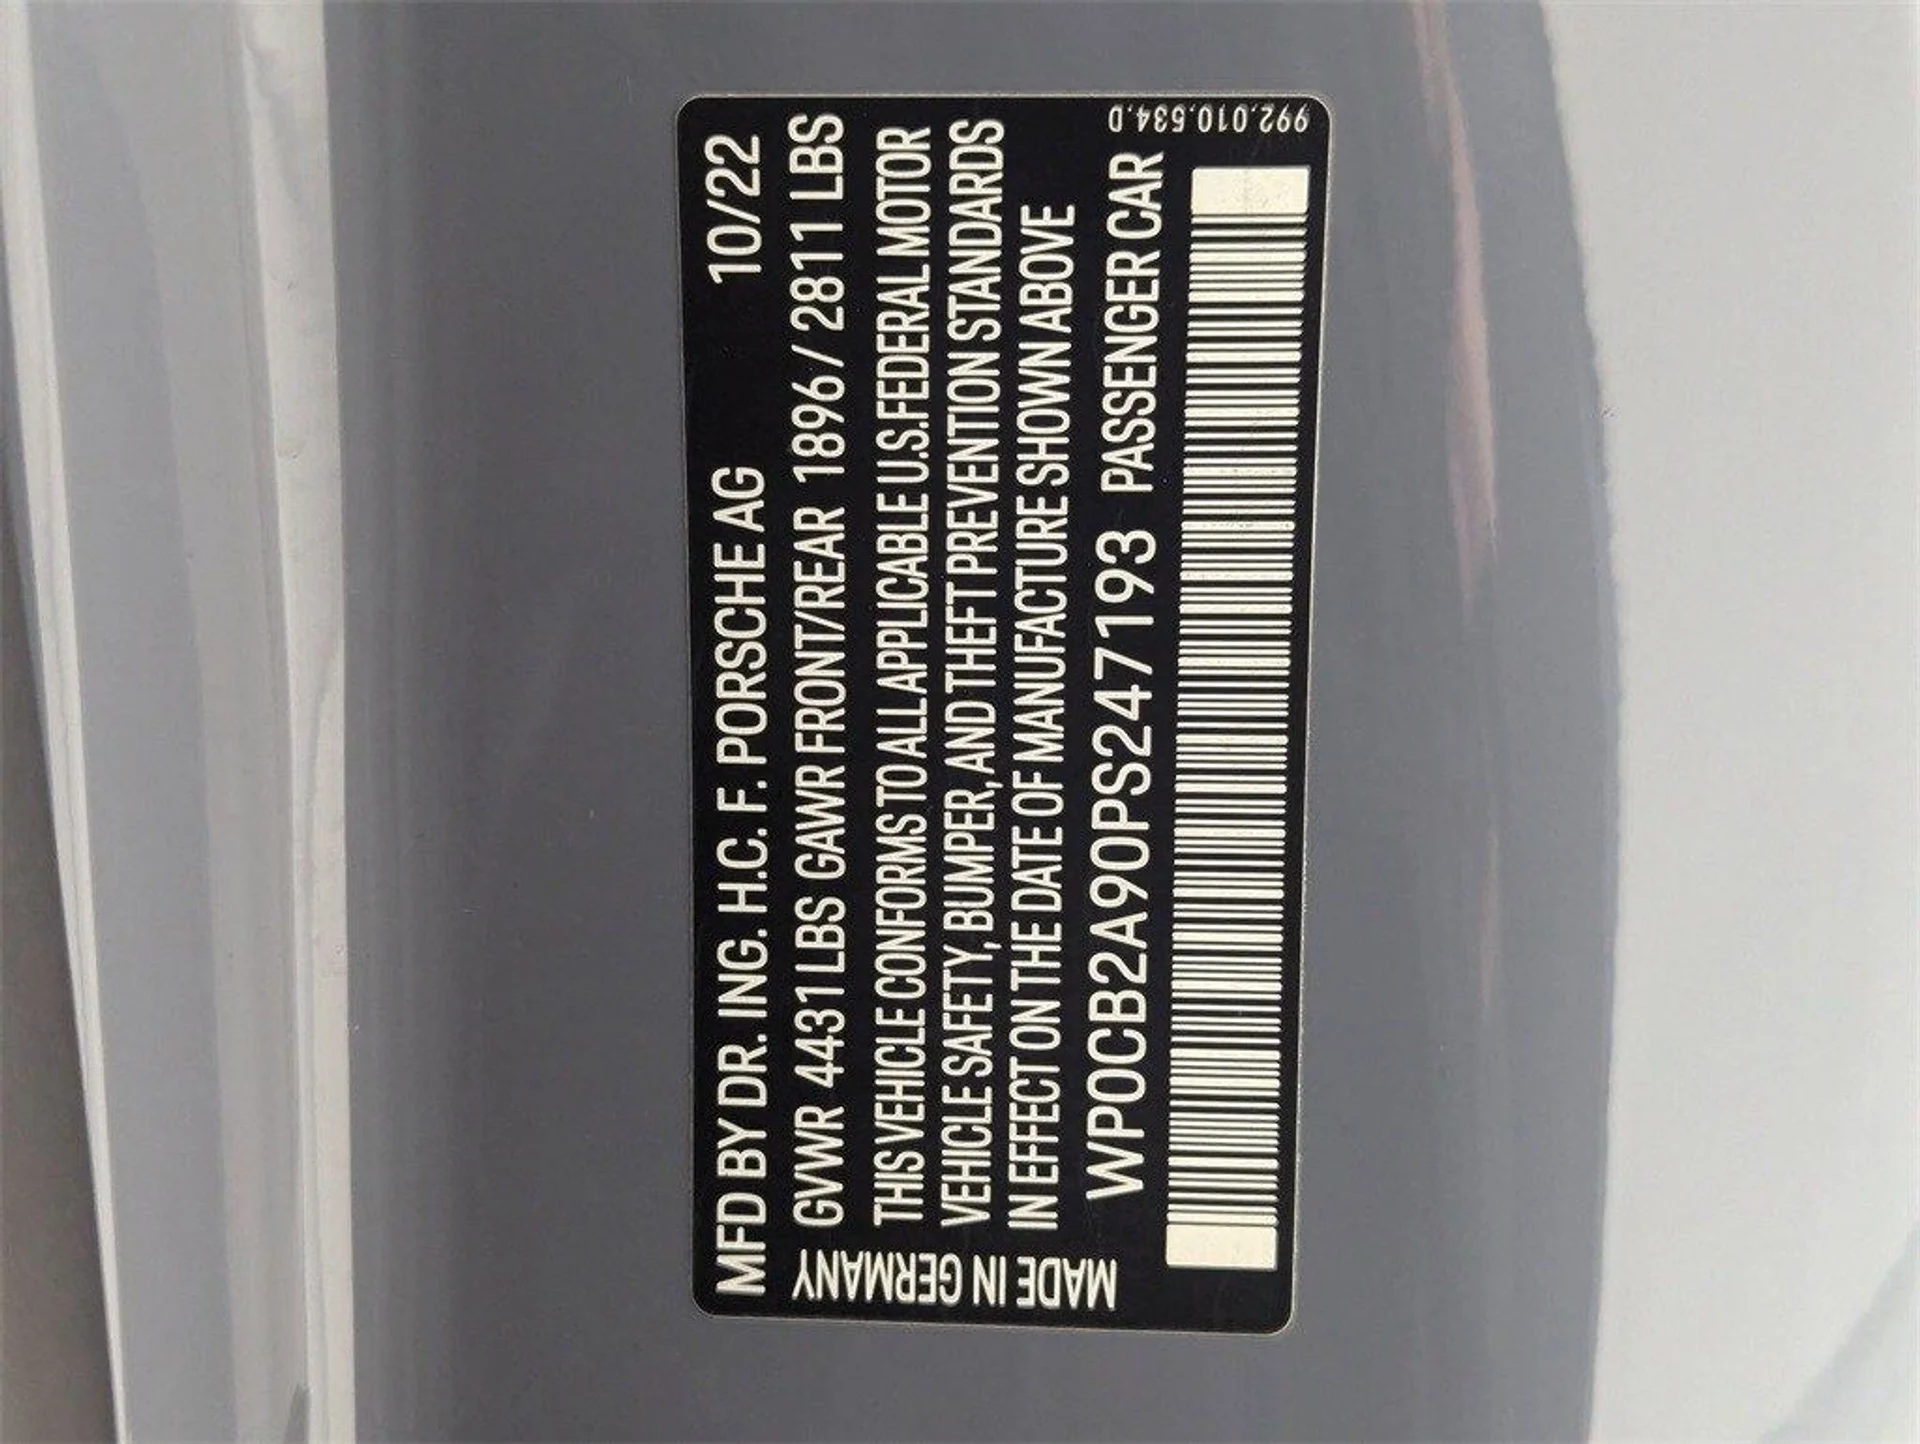 MFD BY DR. ING. H.C. F. PORSCHE AG 10/22
GVWR 4431 LBS GAWR FRONT/REAR 1896 / 2811 LBS
THIS VEHICLE CONFORMS TO ALL APPLICABLE U.S. FEDERAL MOTOR
VEHICLE SAFETY, BUMPER, AND THEFT PREVENTION STANDARDS
IN EFFECT ON THE DATE OF MANUFACTURE SHOWN ABOVE
WP0CB2A90PS247193 PASSENGER CAR
MADE IN GERMANY
992.010.534.D